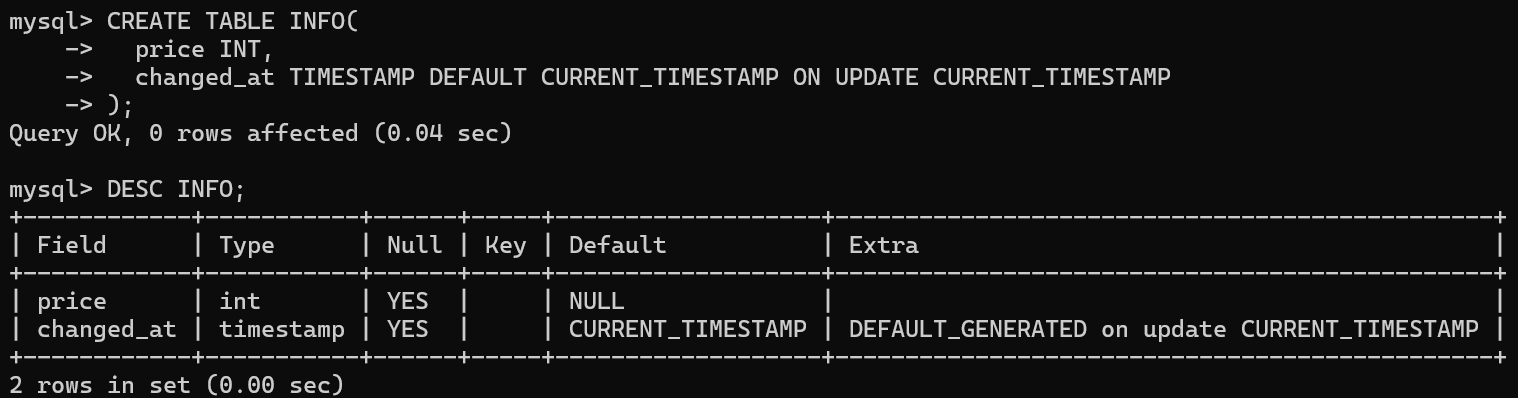 mysql> CREATE TABLE INFO(
    ->   price INT,
    ->   changed_at TIMESTAMP DEFAULT CURRENT_TIMESTAMP ON UPDATE CURRENT_TIMESTAMP
    -> );
Query OK, 0 rows affected (0.04 sec)

mysql> DESC INFO;
+------------+-----------+------+-----+-------------------+-----------------------------------------------+
| Field      | Type      | Null | Key | Default           | Extra                                         |
+------------+-----------+------+-----+-------------------+-----------------------------------------------+
| price      | int       | YES  |     | NULL              |                                               |
| changed_at | timestamp | YES  |     | CURRENT_TIMESTAMP | DEFAULT_GENERATED on update CURRENT_TIMESTAMP |
+------------+-----------+------+-----+-------------------+-----------------------------------------------+
2 rows in set (0.00 sec)